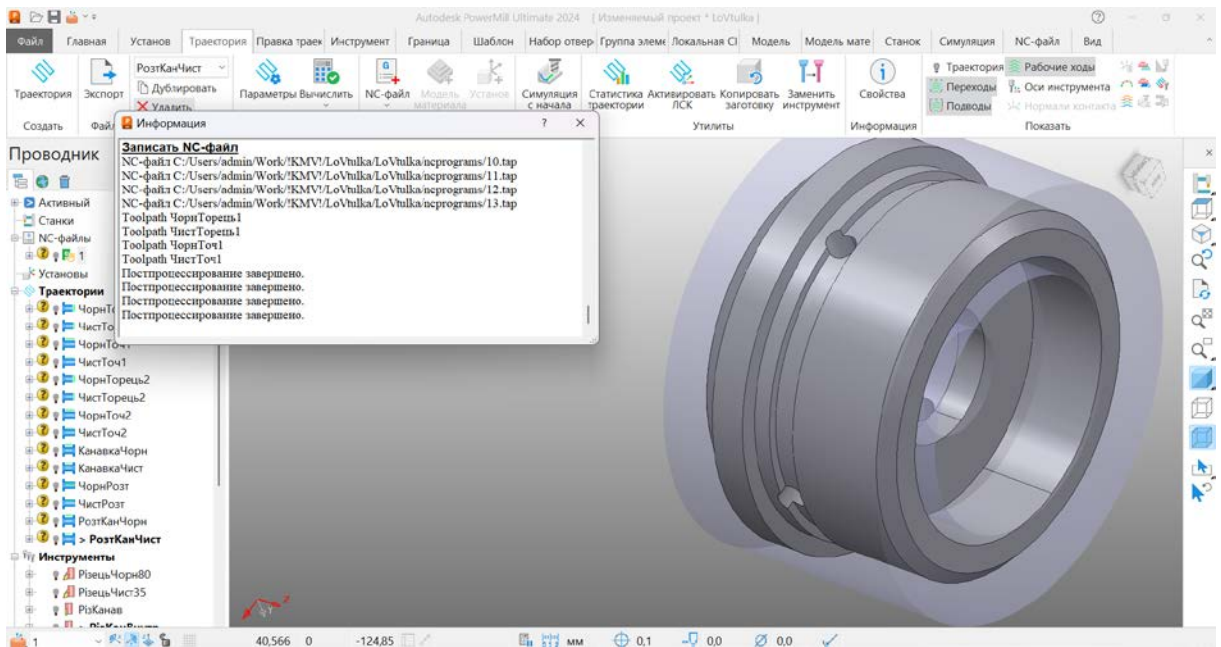 Autodesk PowerMill Ultimate 2024 [ Изменяемый проект * LoVtulka ]
Файл Главная Установ Траектория Правка траек Инструмент Граница Шаблон Набор отвер Группа элеме Локальная СІ Модель Модель мате Станок Симуляция NC-файл Вид
РозтКанЧист
Дублировать
Удалить
Траектория Экспорт Параметры Вычислить NC-файл Модель материала Установ Симуляция с начала Статистика траектории Активировать ЛСК Копировать заготовку Заменить инструмент Свойства
Траектория Рабочие ходы
Переходы Оси инструмента
Подводы Нормали контакта
Создать Файл Утилиты Информация Показать
Информация ? ×
Записать NC-файл
NC-файл C:/Users/admin/Work/!KMV!/LoVtulka/LoVtulka/ncprograms/10.tap
NC-файл C:/Users/admin/Work/!KMV!/LoVtulka/LoVtulka/ncprograms/11.tap
NC-файл C:/Users/admin/Work/!KMV!/LoVtulka/LoVtulka/ncprograms/12.tap
NC-файл C:/Users/admin/Work/!KMV!/LoVtulka/LoVtulka/ncprograms/13.tap
Toolpath ЧорнТорець1
Toolpath ЧистТорець1
Toolpath ЧорнТоч1
Toolpath ЧистТоч1
Постпроцессирование завершено.
Постпроцессирование завершено.
Постпроцессирование завершено.
Постпроцессирование завершено.
Проводник
Активный
Станки
NC-файлы
1
Установы
Траектории
ЧорнТо
ЧистТо
ЧорнТоч1
ЧистТоч1
ЧорнТорець2
ЧистТорець2
ЧорнТоч2
ЧистТоч2
КанавкаЧорн
КанавкаЧист
ЧорнРозт
ЧистРозт
РозтКанЧорн
> РозтКанЧист
Инструменты
РізецьЧорн80
РізецьЧист35
РізКанав
1 40,566 0 -124,85 мм 0,1 0,0 0,0